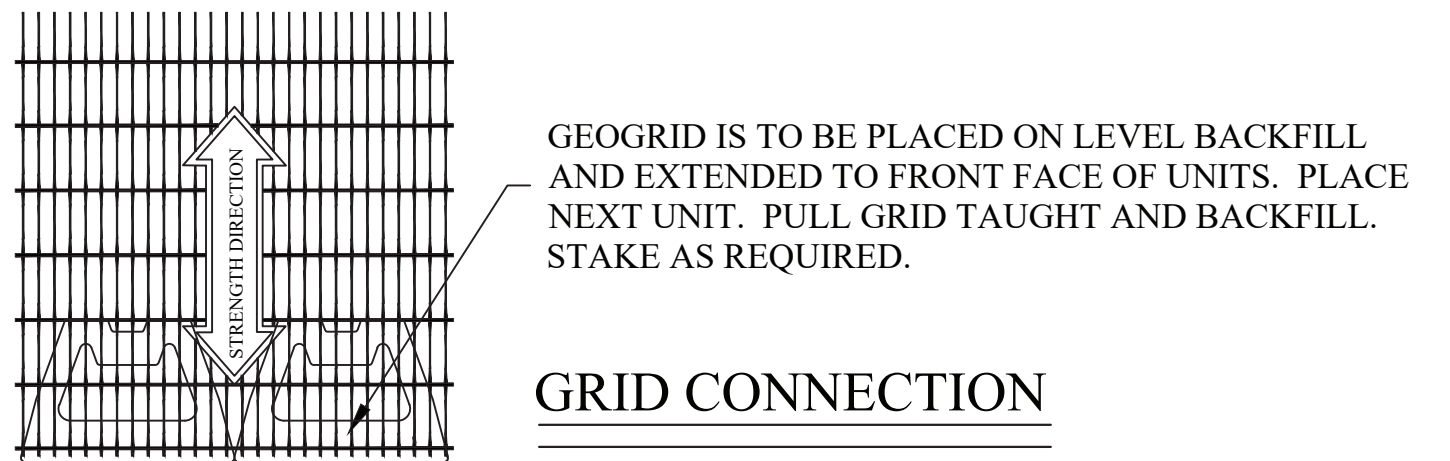 STRENGTH DIRECTION
GEOGRID IS TO BE PLACED ON LEVEL BACKFILL
AND EXTENDED TO FRONT FACE OF UNITS. PLACE
NEXT UNIT. PULL GRID TAUGHT AND BACKFILL.
STAKE AS REQUIRED.
GRID CONNECTION